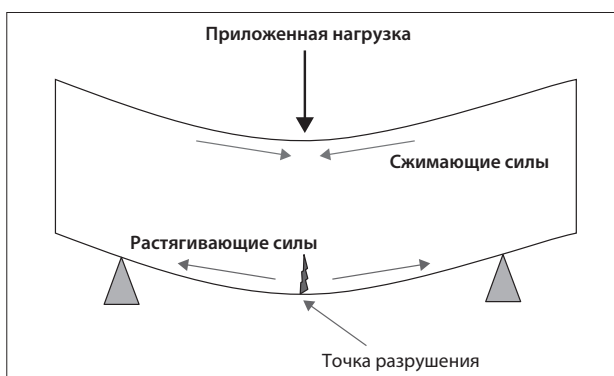 Приложенная нагрузка
Сжимающие силы
Растягивающие силы
Точка разрушения